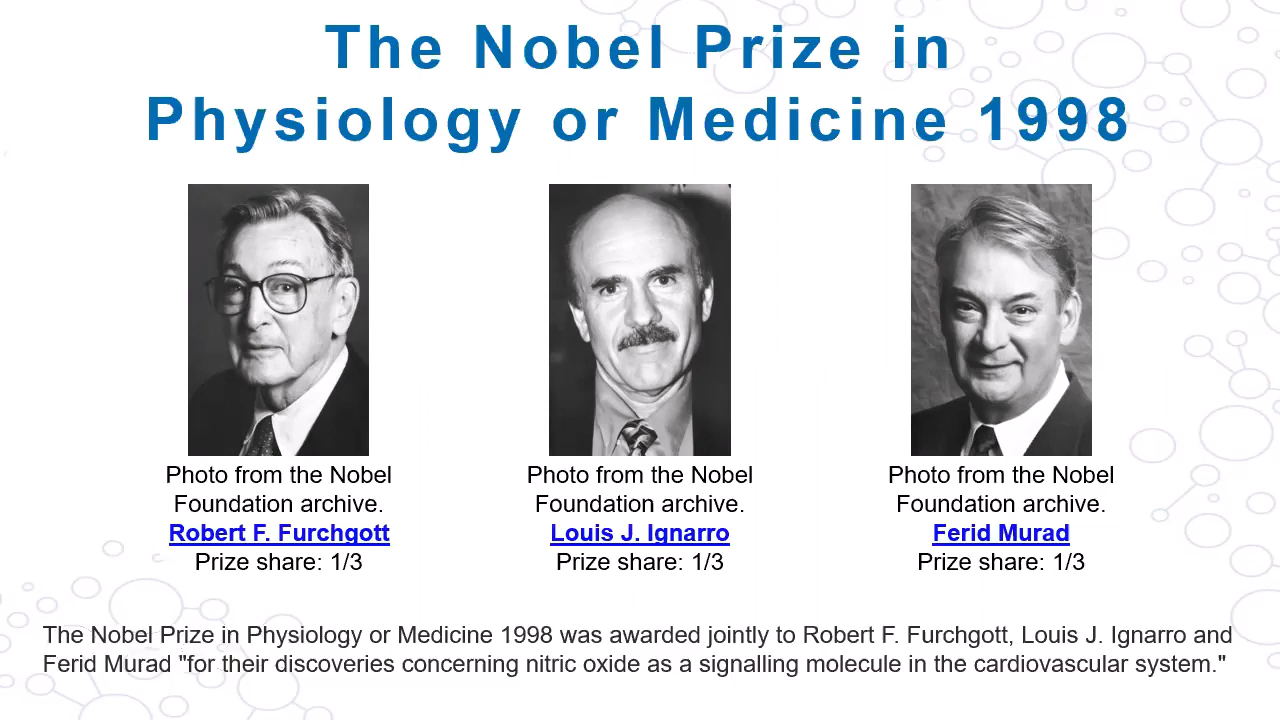 The Nobel Prize in
Physiology or Medicine 1998
Photo from the Nobel
Foundation archive.
Robert F. Furchgott
Prize share: 1/3
Photo from the Nobel
Foundation archive.
Louis J. Ignarro
Prize share: 1/3
Photo from the Nobel
Foundation archive.
Ferid Murad
Prize share: 1/3
The Nobel Prize in Physiology or Medicine 1998 was awarded jointly to Robert F. Furchgott, Louis J. Ignarro and
Ferid Murad "for their discoveries concerning nitric oxide as a signalling molecule in the cardiovascular system."